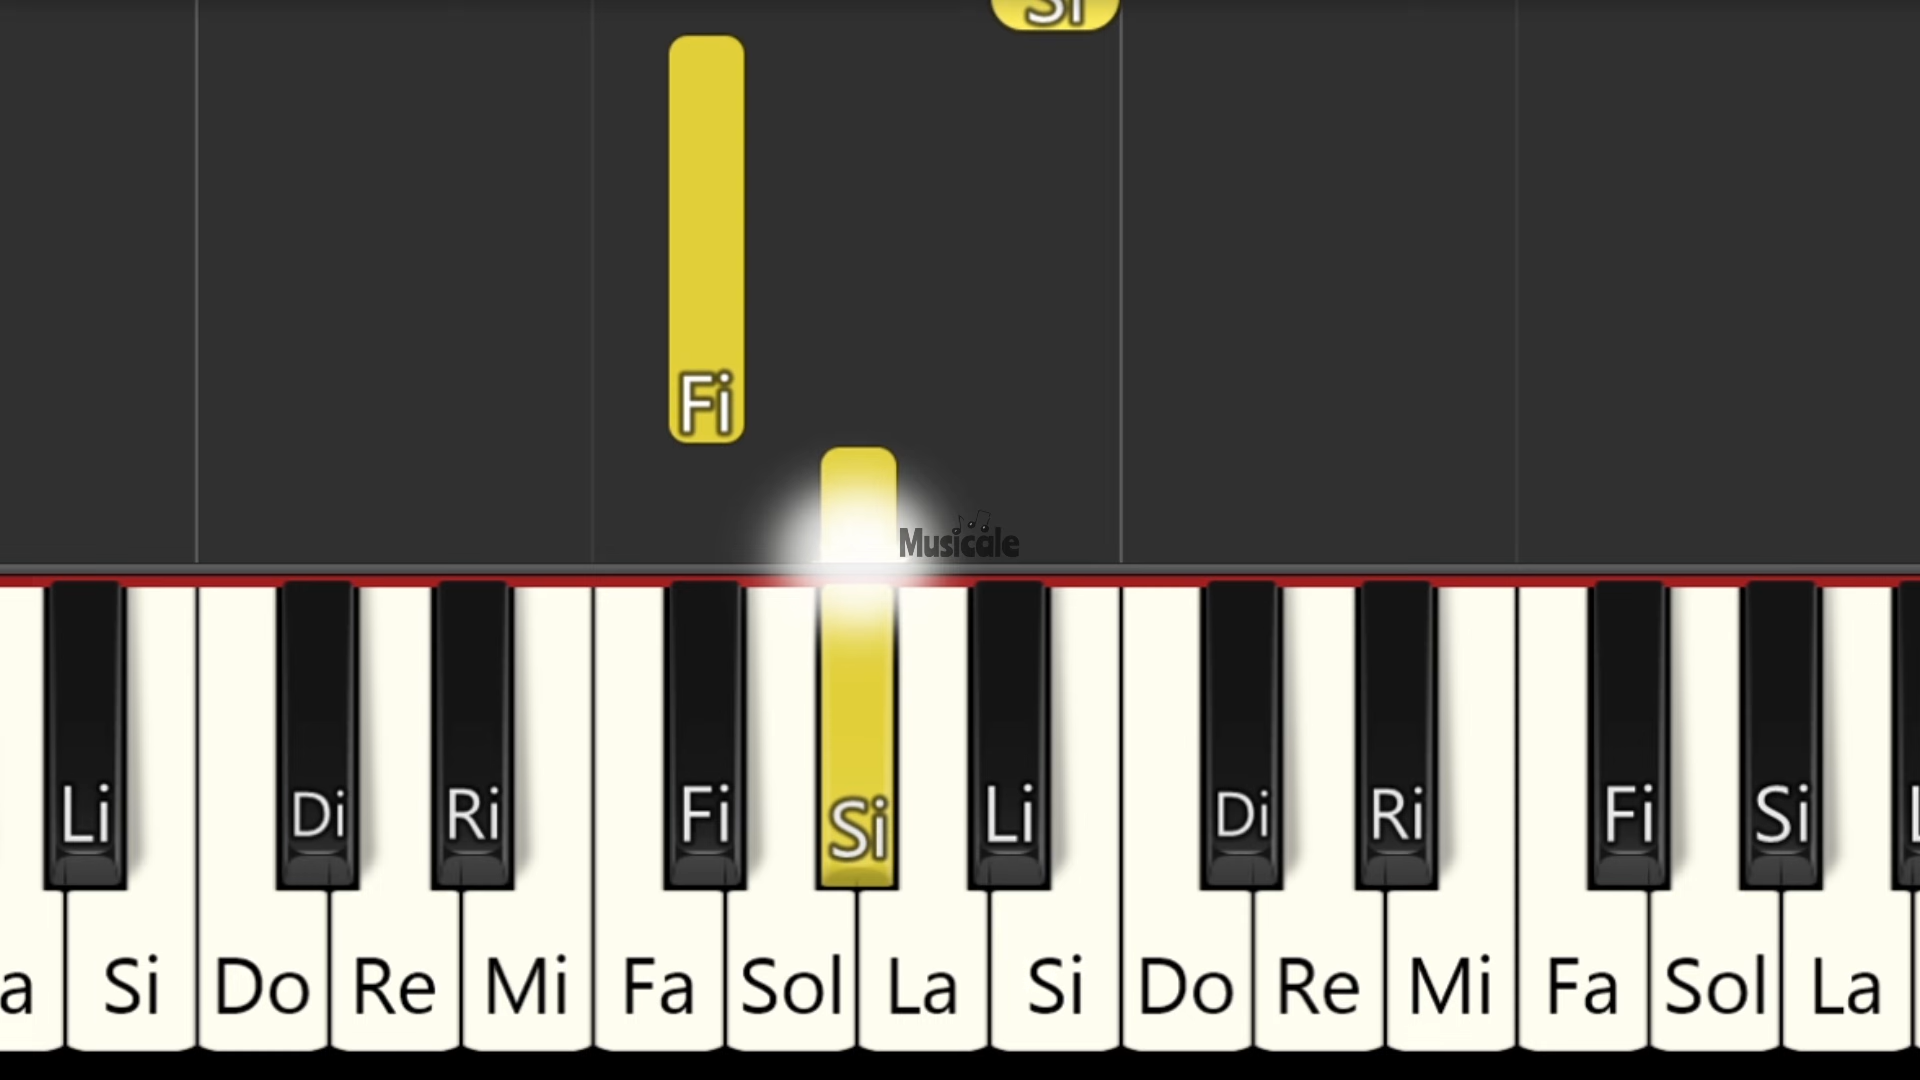 Si
Fi
Musicale
Li Di Ri Fi Si Li Di Ri Fi Si
Si Do Re Mi Fa Sol La Si Do Re Mi Fa Sol La